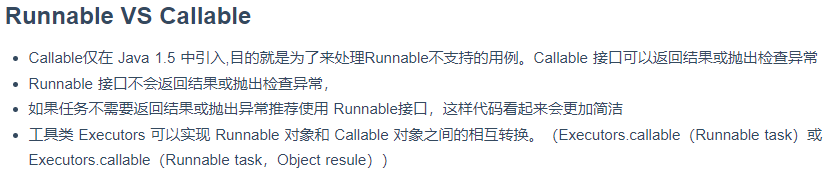 Runnable VS Callable
Callable仅在 Java 1.5 中引入,目的就是为了来处理Runnable不支持的用例。Callable 接口可以返回结果或抛出检查异常
Runnable 接口不会返回结果或抛出检查异常，
如果任务不需要返回结果或抛出异常推荐使用 Runnable接口，这样代码看起来会更加简洁
工具类 Executors 可以实现 Runnable 对象和 Callable 对象之间的相互转换。（Executors.callable（Runnable task）或
Executors.callable（Runnable task，Object resule））